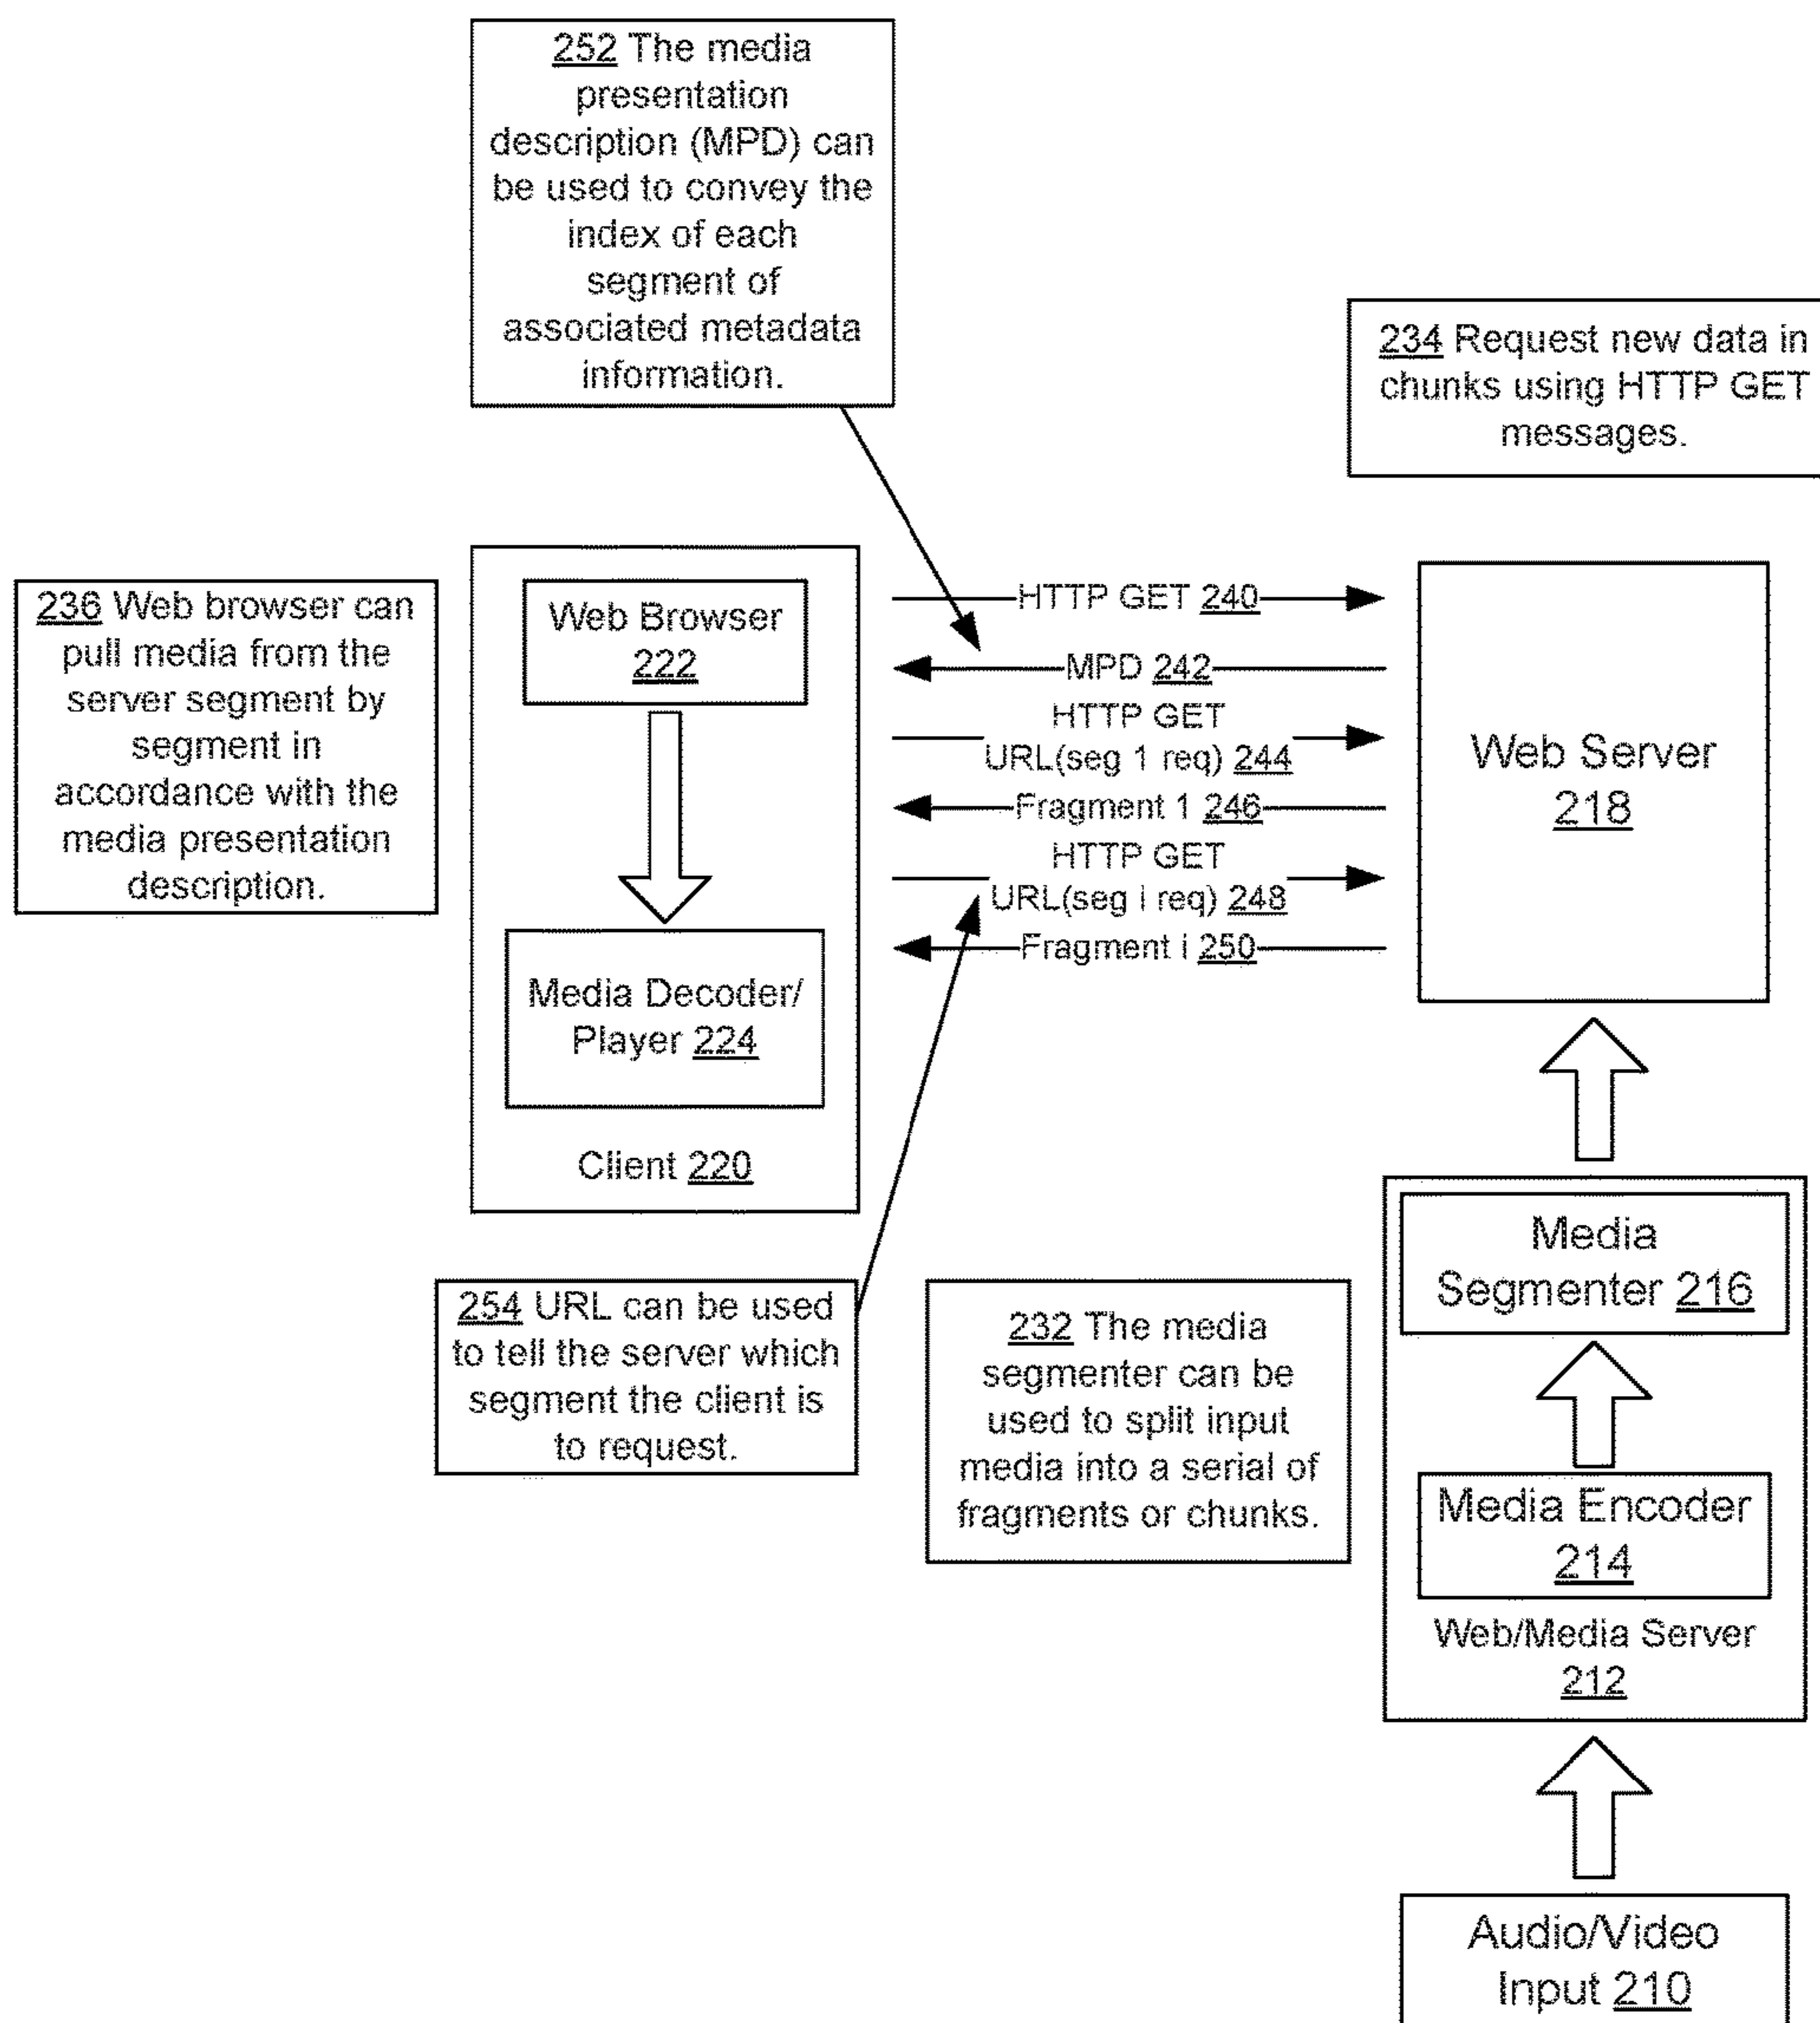 252 The media
presentation
description (MPD) can
be used to convey the
index of each
segment of
associated metadata
information.
234 Request new data in
chunks using HTTP GET
messages.
236 Web browser can
pull media from the
server segment by
segment in
accordance with the
media presentation
description.
Web Browser
222
Media Decoder/
Player 224
Client 220
HTTP GET 240
MPD 242
HTTP GET
URL(seg 1 req) 244
Fragment 1 246
HTTP GET
URL(seg i req) 248
Fragment i 250
Web Server
218
254 URL can be used
to tell the server which
segment the client is
to request.
232 The media
segmenter can be
used to split input
media into a serial of
fragments or chunks.
Media
Segmenter 216
Media Encoder
214
Web/Media Server
212
Audio/Video
Input 210